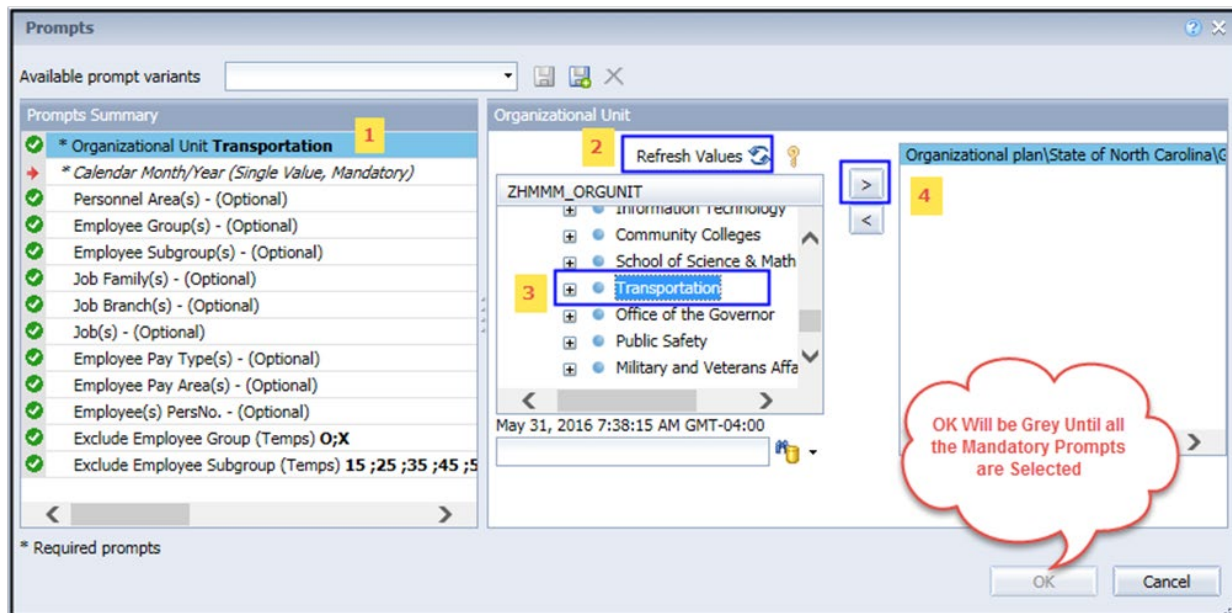 Prompts
Available prompt variants
Prompts Summary
* Organizational Unit Transportation
1
* Calendar Month/Year (Single Value, Mandatory)
Personnel Area(s) - (Optional)
Employee Group(s) - (Optional)
Employee Subgroup(s) - (Optional)
Job Family(s) - (Optional)
Job Branch(s) - (Optional)
Job(s) - (Optional)
Employee Pay Type(s) - (Optional)
Employee Pay Area(s) - (Optional)
Employee(s) PersNo. - (Optional)
Exclude Employee Group (Temps) O;X
Exclude Employee Subgroup (Temps) 15 ;25 ;35 ;45 ;5
* Required prompts
Organizational Unit
2
Refresh Values
ZHMMM_ORGUNIT
Information Technology
Community Colleges
School of Science & Math
3
Transportation
Office of the Governor
Public Safety
Military and Veterans Affa
May 31, 2016 7:38:15 AM GMT-04:00
>
<
Organizational plan\State of North Carolina\G
4
OK Will be Grey Until all
the Mandatory Prompts
are Selected
OK
Cancel